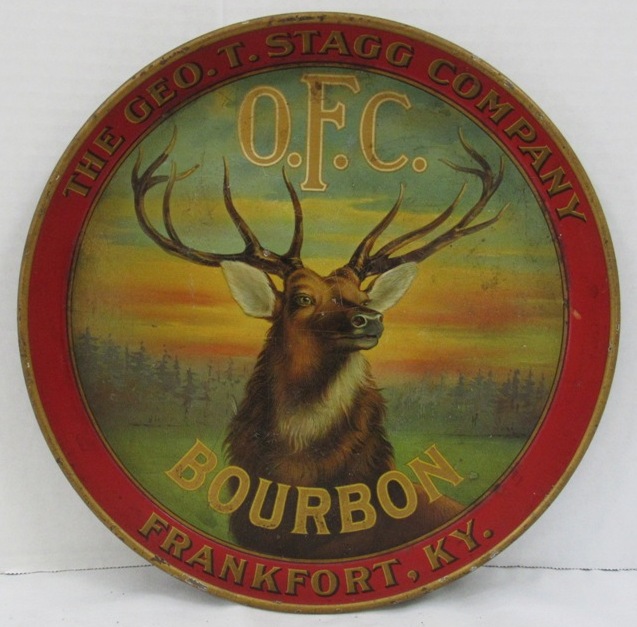 THE GEO. T. STAGG COMPANY
O.F.C.
BOURBON
FRANKFORT, KY.